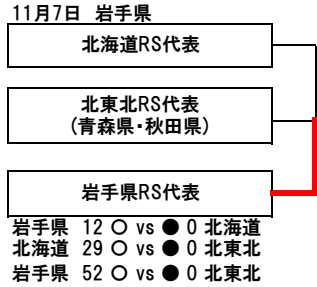 11月7日 岩手県
北海道RS代表
北東北RS代表
(青森県・秋田県)
岩手県RS代表
岩手県 12 ○ vs ● 0 北海道
北海道 29 ○ vs ● 0 北東北
岩手県 52 ○ vs ● 0 北東北